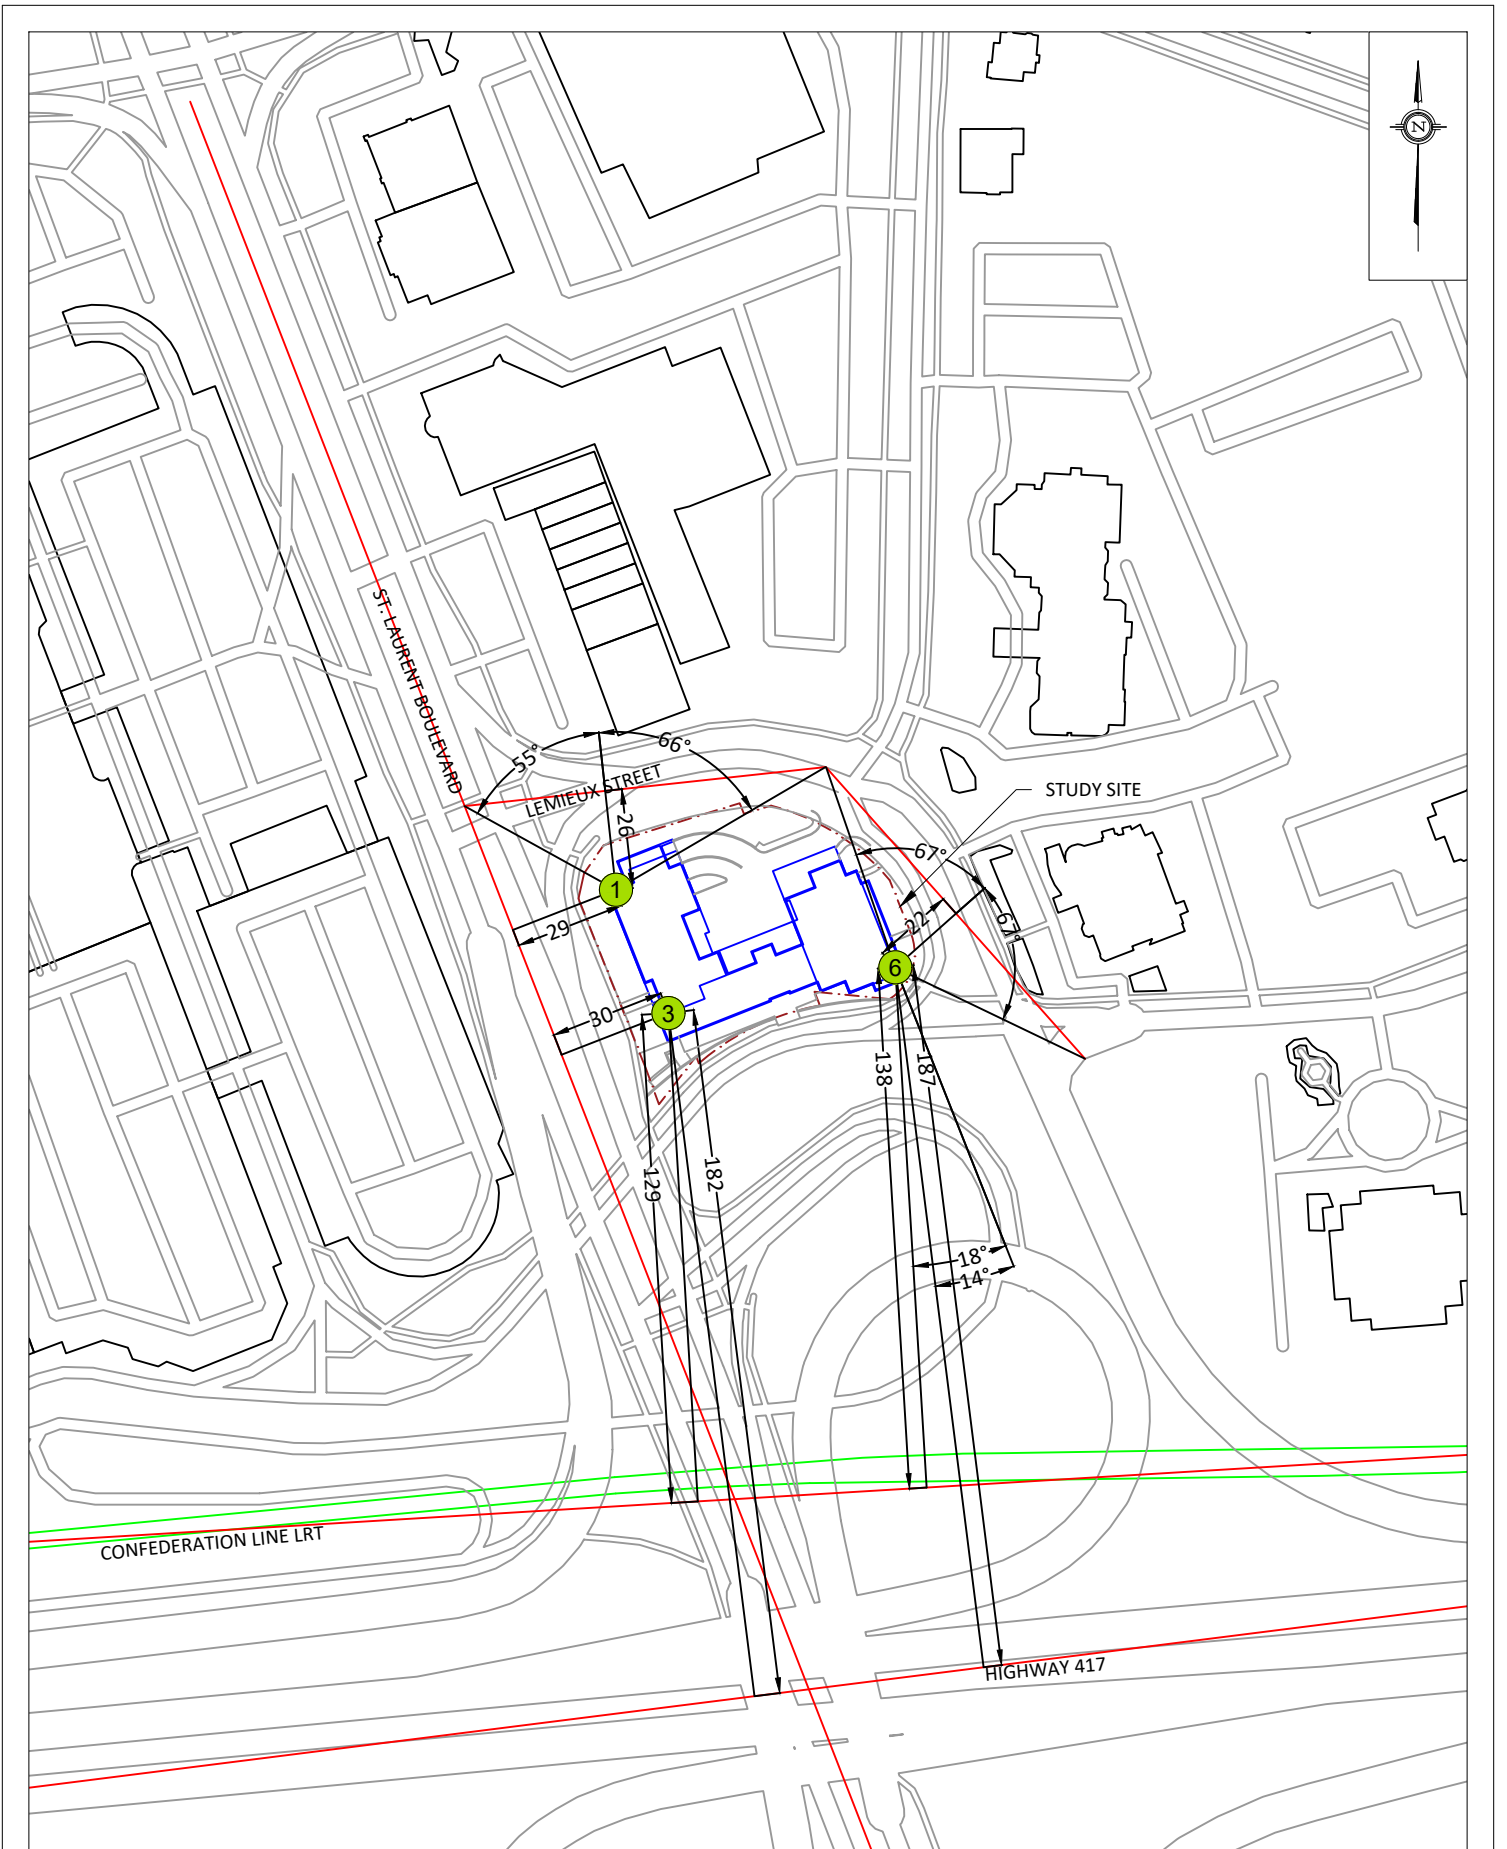 N
ST. LAURENT BOULEVARD
55°
66°
LEMIEUX STREET
STUDY SITE
26
67°
1
29
22
67°
6
30
3
138
187
129
182
18°
14°
CONFEDERATION LINE LRT
HIGHWAY 417